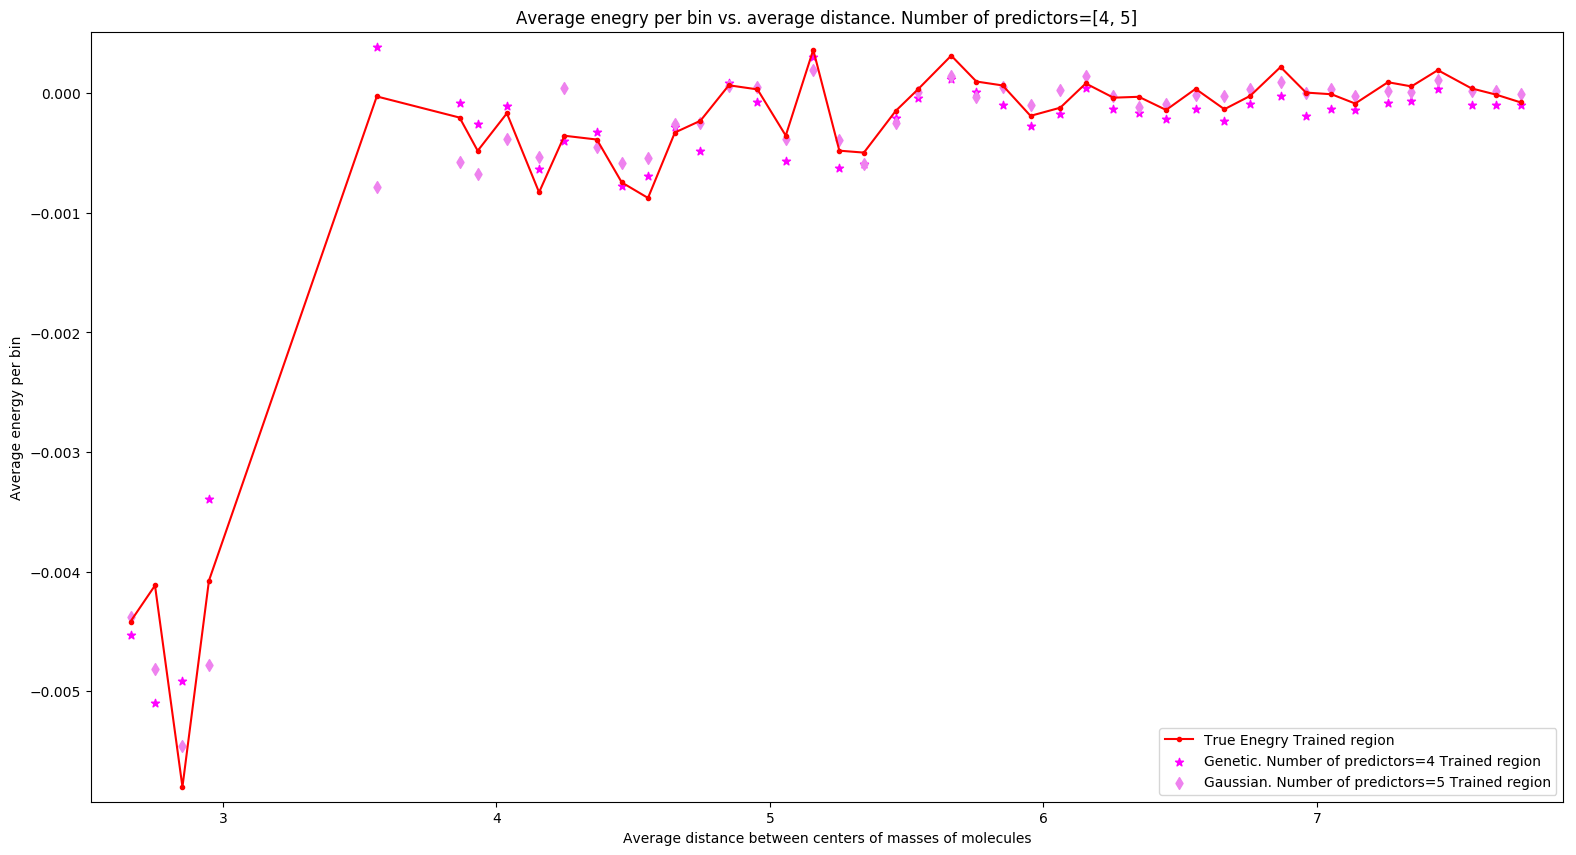 Average enegry per bin vs. average distance. Number of predictors=[4, 5]
Average energy per bin
0.000
−0.001
−0.002
−0.003
−0.004
−0.005
True Enegry Trained region
Genetic. Number of predictors=4 Trained region
Gaussian. Number of predictors=5 Trained region
3 4 5 6 7
Average distance between centers of masses of molecules